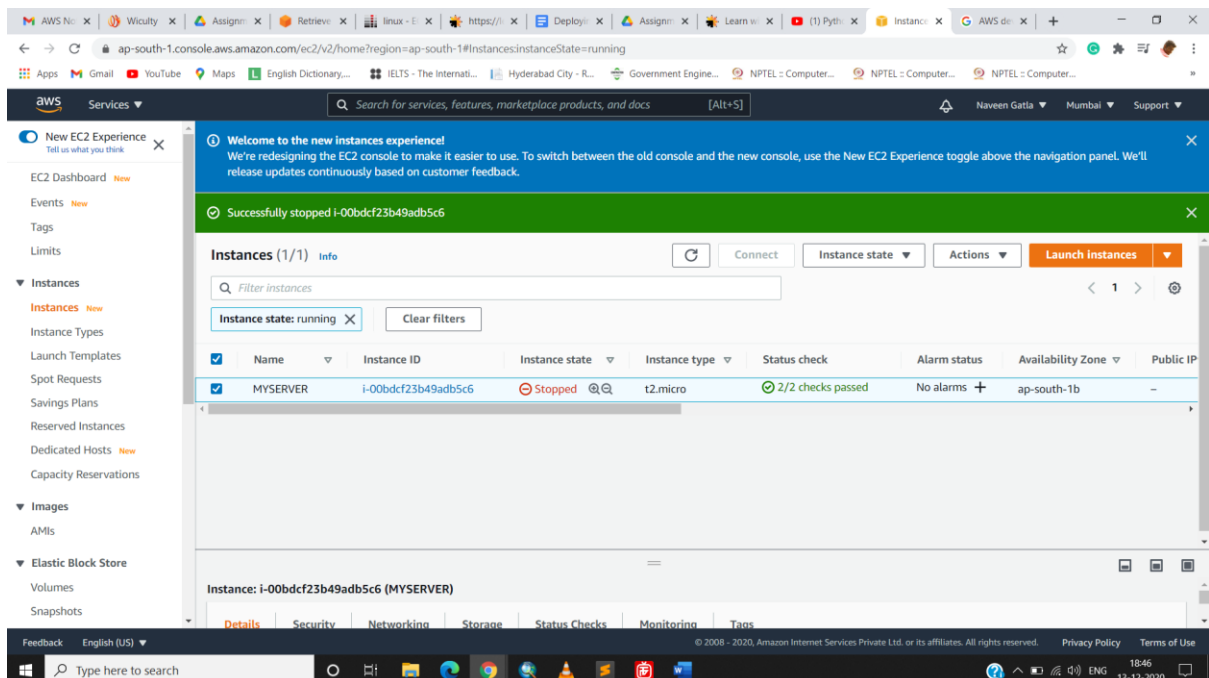 AWS No
Wiculty
Assignm
Retrieve
linux - E
https://
Deployi
Assignm
Learn w
(1) Pyth
Instance
AWS de
ap-south-1.console.aws.amazon.com/ec2/v2/home?region=ap-south-1#Instances:instanceState=running
Apps Gmail YouTube Maps English Dictionary,... IELTS - The Internati... Hyderabad City - R... Government Engine... NPTEL :: Computer... NPTEL :: Computer... NPTEL :: Computer... »
aws Services ▼ Search for services, features, marketplace products, and docs [Alt+S] Naveen Gatla ▼ Mumbai ▼ Support ▼
New EC2 Experience
Tell us what you think
EC2 Dashboard New
Events New
Tags
Limits
Instances
Instances New
Instance Types
Launch Templates
Spot Requests
Savings Plans
Reserved Instances
Dedicated Hosts New
Capacity Reservations
Images
AMIs
Elastic Block Store
Volumes
Snapshots
Welcome to the new instances experience!
We're redesigning the EC2 console to make it easier to use. To switch between the old console and the new console, use the New EC2 Experience toggle above the navigation panel. We'll
release updates continuously based on customer feedback.
Successfully stopped i-00bdcf23b49adb5c6
Instances (1/1) Info Connect Instance state ▼ Actions ▼ Launch instances ▼
Filter instances < 1 >
Instance state: running Clear filters
Name Instance ID Instance state Instance type Status check Alarm status Availability Zone Public IP
MYSERVER i-00bdcf23b49adb5c6 Stopped t2.micro 2/2 checks passed No alarms + ap-south-1b –
Instance: i-00bdcf23b49adb5c6 (MYSERVER)
Details Security Networking Storage Status Checks Monitoring Tags
Feedback English (US) ▼ © 2008 - 2020, Amazon Internet Services Private Ltd. or its affiliates. All rights reserved. Privacy Policy Terms of Use
Type here to search ENG 18:46
13-12-2020